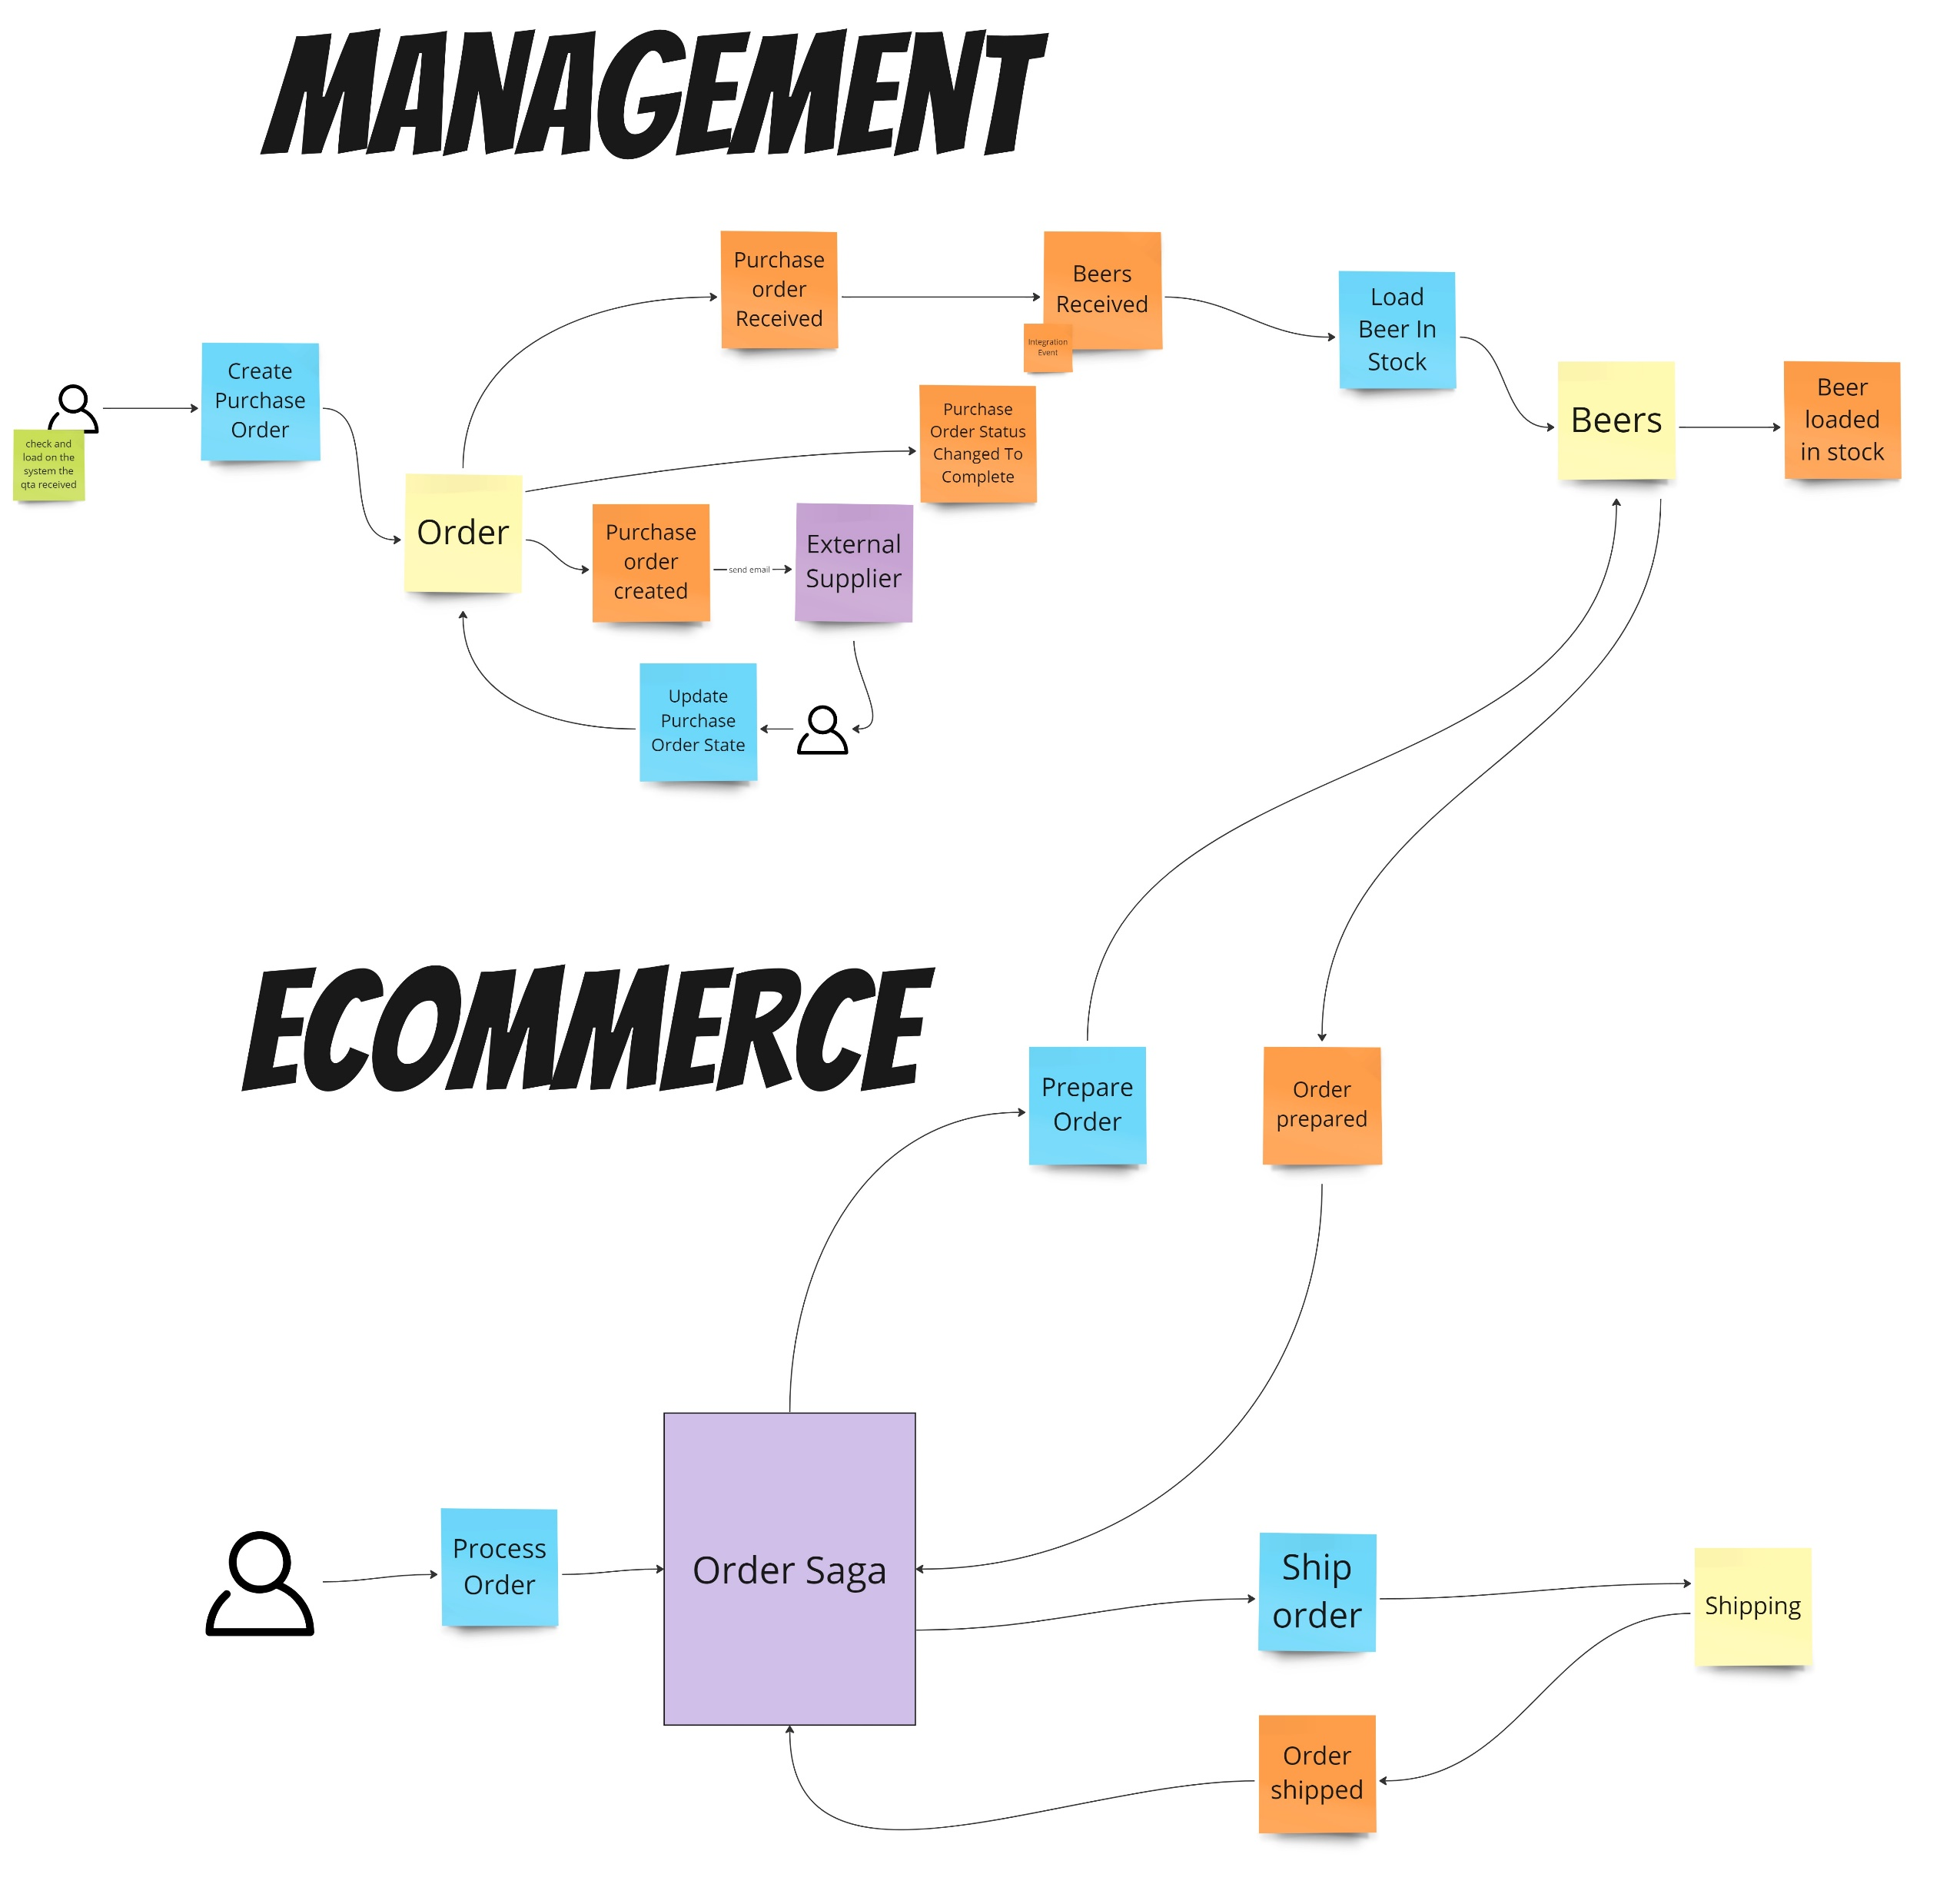 MANAGEMENT
Purchase
order
Received
Beers
Received
Integration
Event
Load
Beer In
Stock
Create
Purchase
Order
check and
load on the
system the
qta received
Purchase
Order Status
Changed To
Complete
Beers
Beer
loaded
in stock
Order
Purchase
order
created
send email
External
Supplier
Update
Purchase
Order State
ECOMMERCE
Prepare
Order
Order
prepared
Process
Order
Order Saga
Ship
order
Shipping
Order
shipped